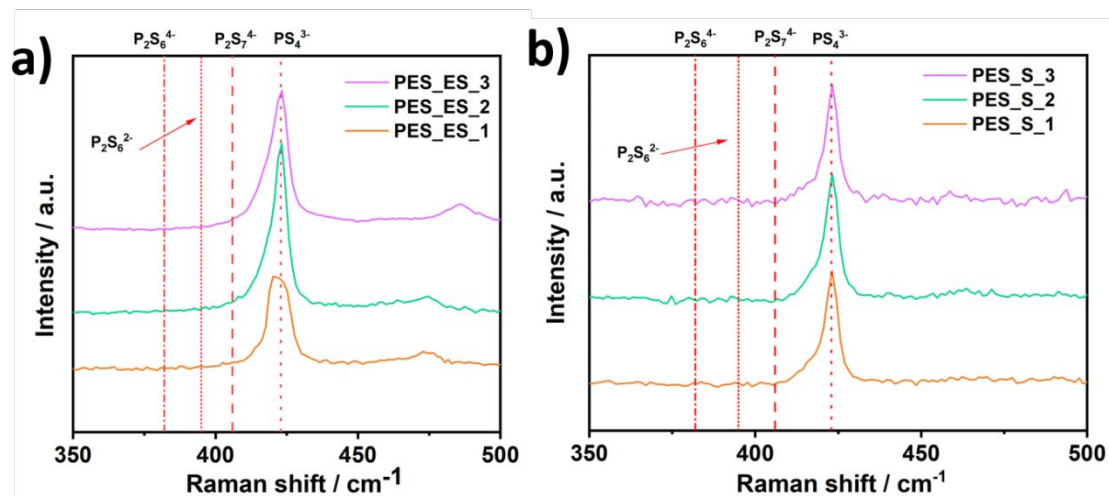 a)
P₂S₆⁴⁻ P₂S₇⁴⁻ PS₄³⁻
PES_ES_3
PES_ES_2
PES_ES_1
P₂S₆²⁻
Intensity / a.u.
350 400 450 500
Raman shift / cm⁻¹
b)
P₂S₆⁴⁻ P₂S₇⁴⁻ PS₄³⁻
PES_S_3
PES_S_2
PES_S_1
P₂S₆²⁻
Intensity / a.u.
350 400 450 500
Raman shift / cm⁻¹